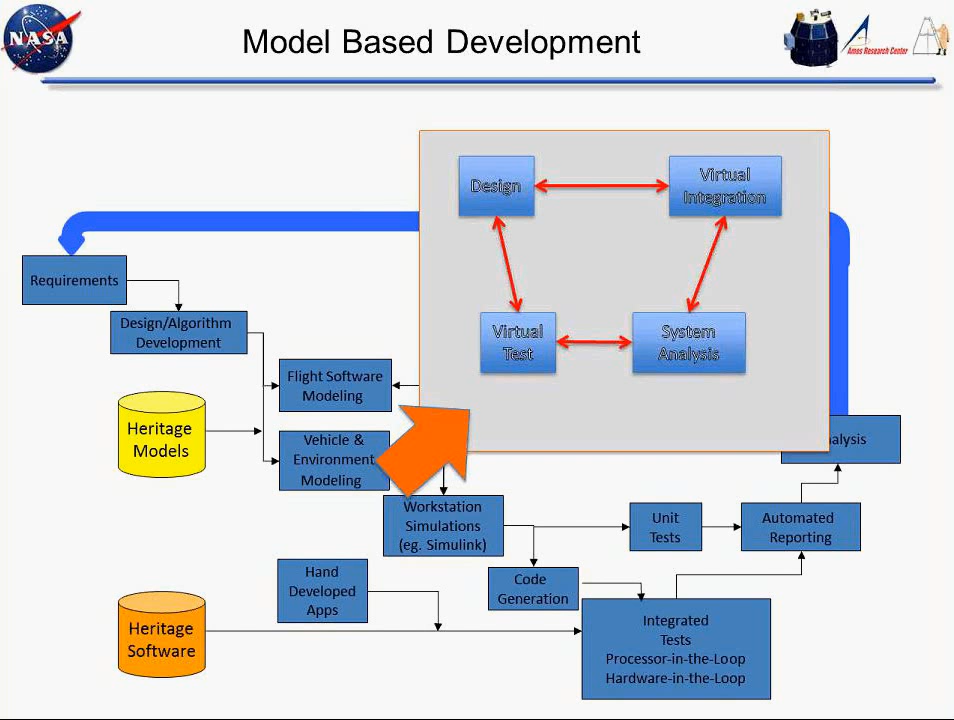 NASA
Model Based Development
Ames Research Center
Design
Virtual
Integration
Virtual
Test
System
Analysis
Requirements
Design/Algorithm
Development
Flight Software
Modeling
Heritage
Models
Vehicle &
Environment
Modeling
alysis
Workstation
Simulations
(eg. Simulink)
Unit
Tests
Automated
Reporting
Hand
Developed
Apps
Code
Generation
Heritage
Software
Integrated
Tests
Processor-in-the-Loop
Hardware-in-the-Loop